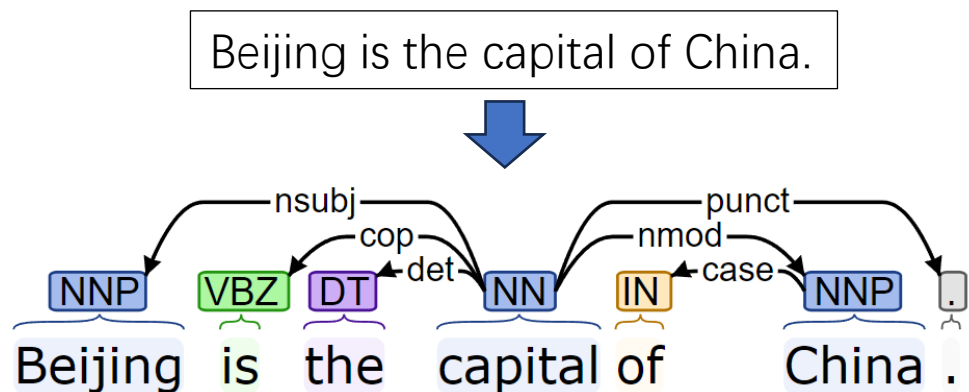 Beijing is the capital of China.
nsubj punct
cop nmod
det case
NNP VBZ DT NN IN NNP .
Beijing is the capital of China .